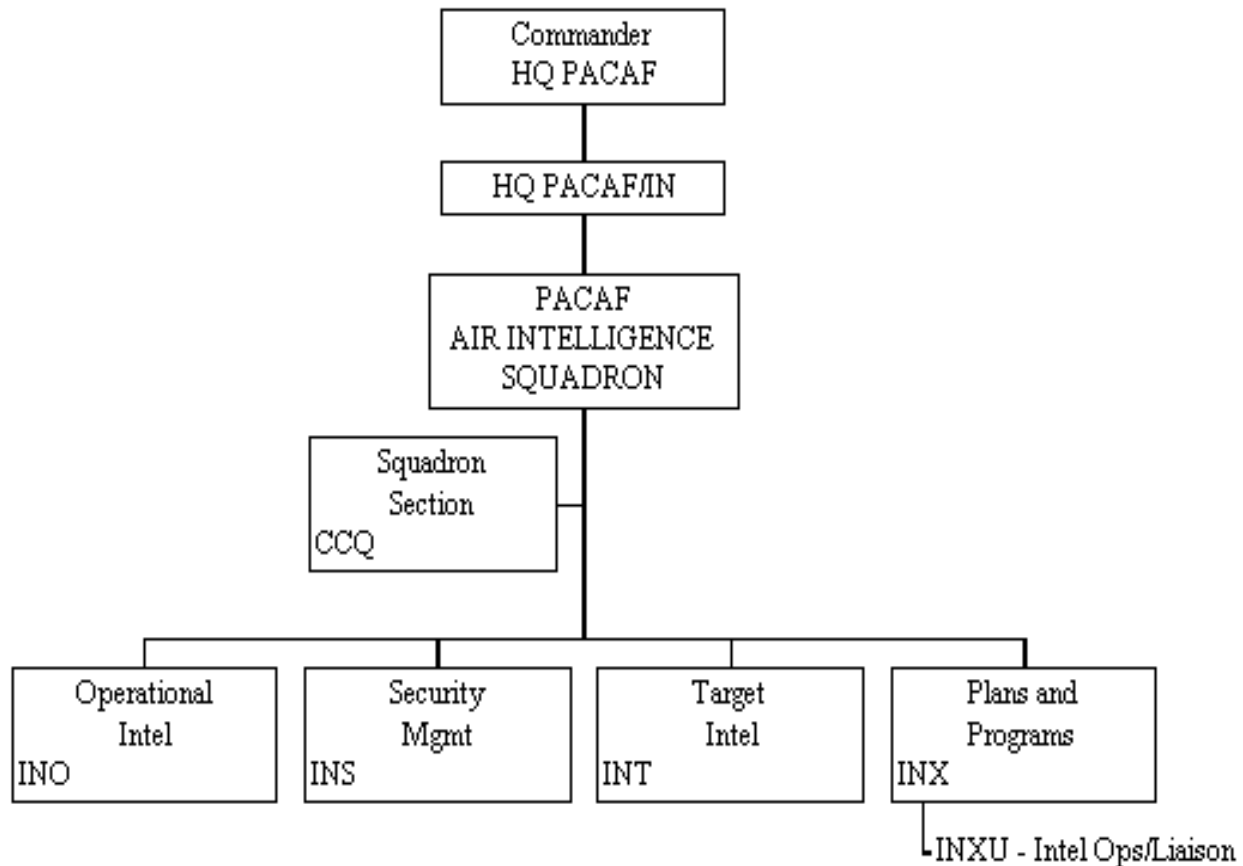 Commander
HQ PACAF
HQ PACAF/IN
PACAF
AIR INTELLIGENCE
SQUADRON
Squadron
Section
CCQ
Operational
Intel
INO
Security
Mgmt
INS
Target
Intel
INT
Plans and
Programs
INX
INXU - Intel Ops/Liaison